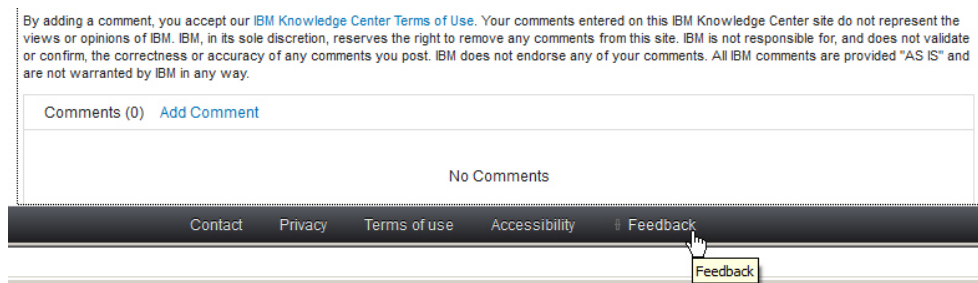 By adding a comment, you accept our IBM Knowledge Center Terms of Use. Your comments entered on this IBM Knowledge Center site do not represent the
views or opinions of IBM. IBM, in its sole discretion, reserves the right to remove any comments from this site. IBM is not responsible for, and does not validate
or confirm, the correctness or accuracy of any comments you post. IBM does not endorse any of your comments. All IBM comments are provided "AS IS" and
are not warranted by IBM in any way.
Comments (0) Add Comment
No Comments
Contact Privacy Terms of use Accessibility Feedback
Feedback